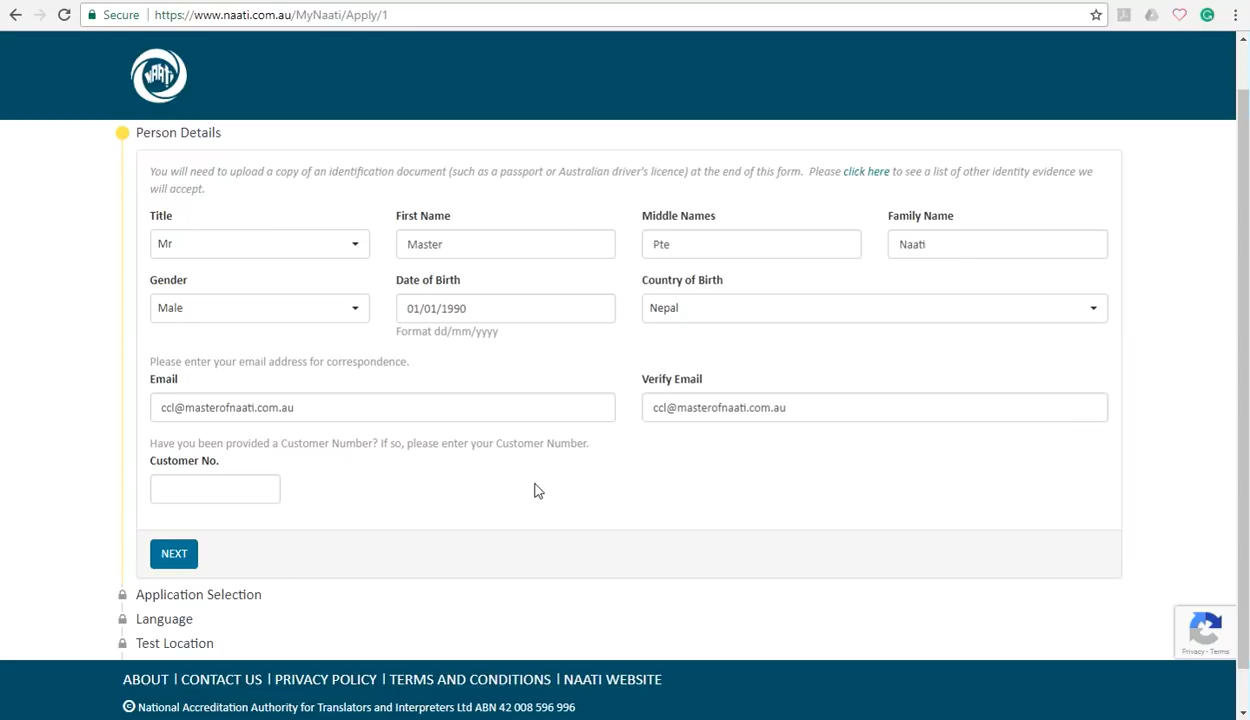 Secure
https://www.naati.com.au/MyNaati/Apply/1
NAATI
Person Details
You will need to upload a copy of an identification document (such as a passport or Australian driver's licence) at the end of this form. Please click here to see a list of other identity evidence we
will accept.
Title First Name Middle Names Family Name
Mr Master Pte Naati
Gender Date of Birth Country of Birth
Male 01/01/1990 Nepal
Format dd/mm/yyyy
Please enter your email address for correspondence.
Email Verify Email
ccl@masterofnaati.com.au ccl@masterofnaati.com.au
Have you been provided a Customer Number? If so, please enter your Customer Number.
Customer No.
NEXT
Application Selection
Language
Test Location
Privacy - Terms
ABOUT | CONTACT US | PRIVACY POLICY | TERMS AND CONDITIONS | NAATI WEBSITE
© National Accreditation Authority for Translators and Interpreters Ltd ABN 42 008 596 996